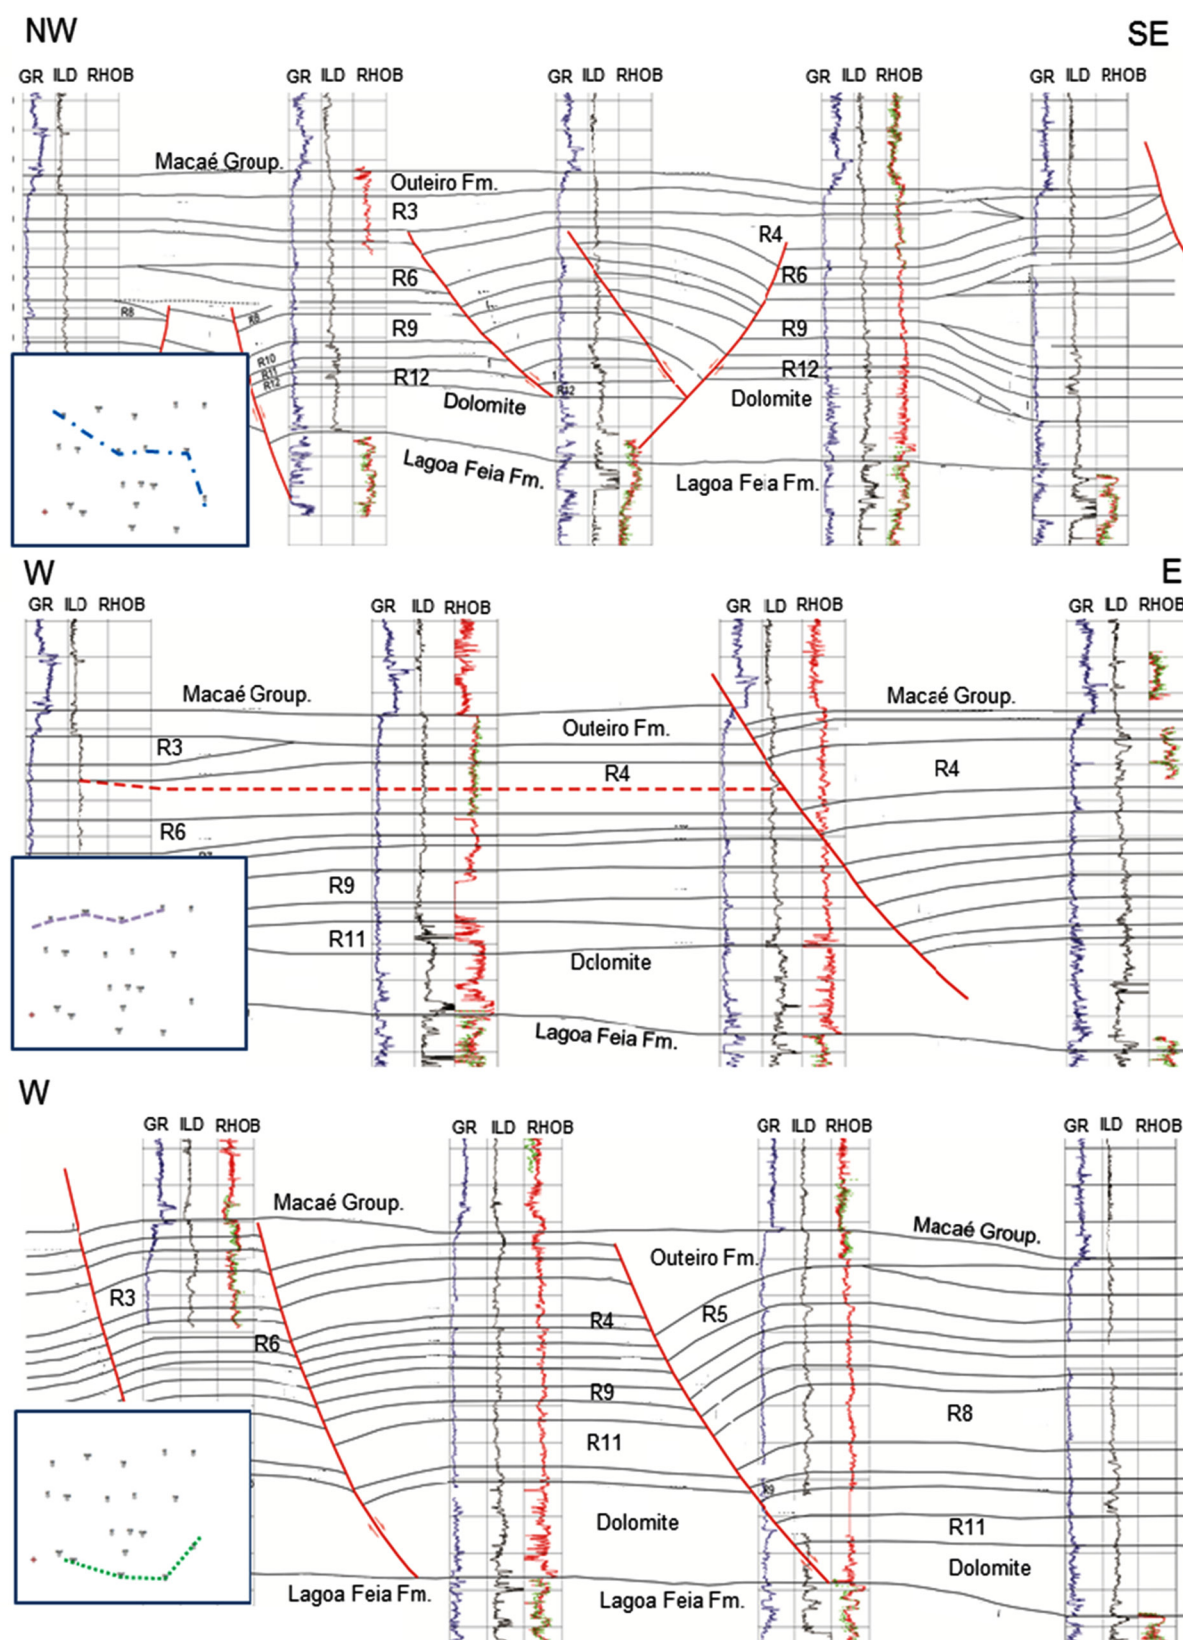 NW SE
GR ILD RHOB GR ILD RHOB GR ILD RHOB GR ILD RHOB GR ILD RHOB
Macaé Group.
Outeiro Fm.
R3
R4
R6 R6
R8 R8
R9 R9
R10
R11
R12
R12 R12
R12
Dolomite Dolomite
Lagoa Feia Fm. Lagoa Feia Fm.
W E
GR ILD RHOB GR ILD RHOB GR ILD RHOB GR ILD RHOB
Macaé Group. Macaé Group.
Outeiro Fm.
R3
R4 R4
R6
R7
R9
R11
Dolomite
Lagoa Feia Fm.
W
GR ILD RHOB GR ILD RHOB GR ILD RHOB GR ILD RHOB
Macaé Group. Macaé Group.
Outeiro Fm.
R3
R4 R5
R6
R9
R8
R11
R9
R11
Dolomite
Dolomite
Lagoa Feia Fm. Lagoa Feia Fm.